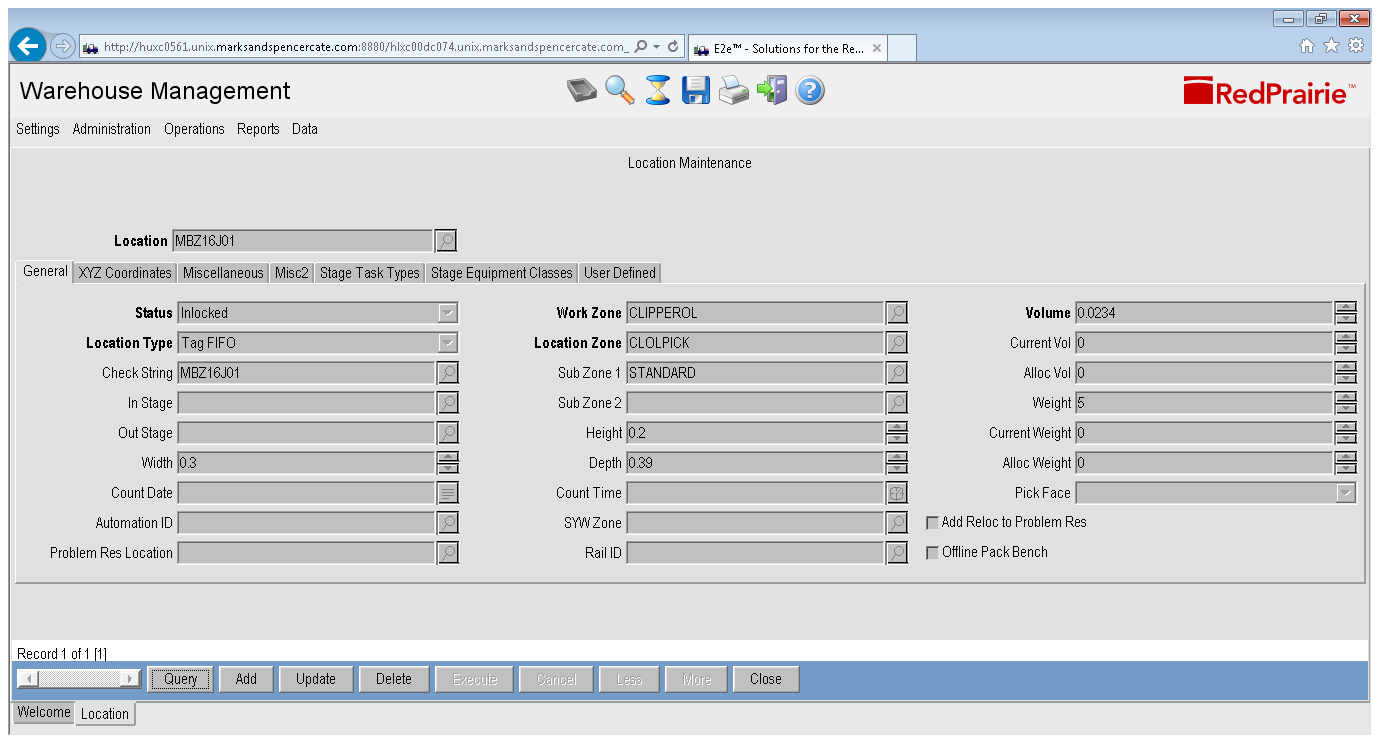 http://huxc0561.unix.marksandspencercate.com:8880/hlxc00dc074.unix.marksandspencercate.com_ E2e™ - Solutions for the Re...
Warehouse Management RedPrairie™
Settings Administration Operations Reports Data
Location Maintenance
Location MBZ16J01
General XYZ Coordinates Miscellaneous Misc2 Stage Task Types Stage Equipment Classes User Defined
Status Inlocked Work Zone CLIPPEROL Volume 0.0234
Location Type Tag FIFO Location Zone CLOLPICK Current Vol 0
Check String MBZ16J01 Sub Zone 1 STANDARD Alloc Vol 0
In Stage Sub Zone 2 Weight 5
Out Stage Height 0.2 Current Weight 0
Width 0.3 Depth 0.39 Alloc Weight 0
Count Date Count Time Pick Face
Automation ID SYW Zone Add Reloc to Problem Res
Problem Res Location Rail ID Offline Pack Bench
Record 1 of 1 [1]
Query Add Update Delete Execute Cancel Less More Close
Welcome Location